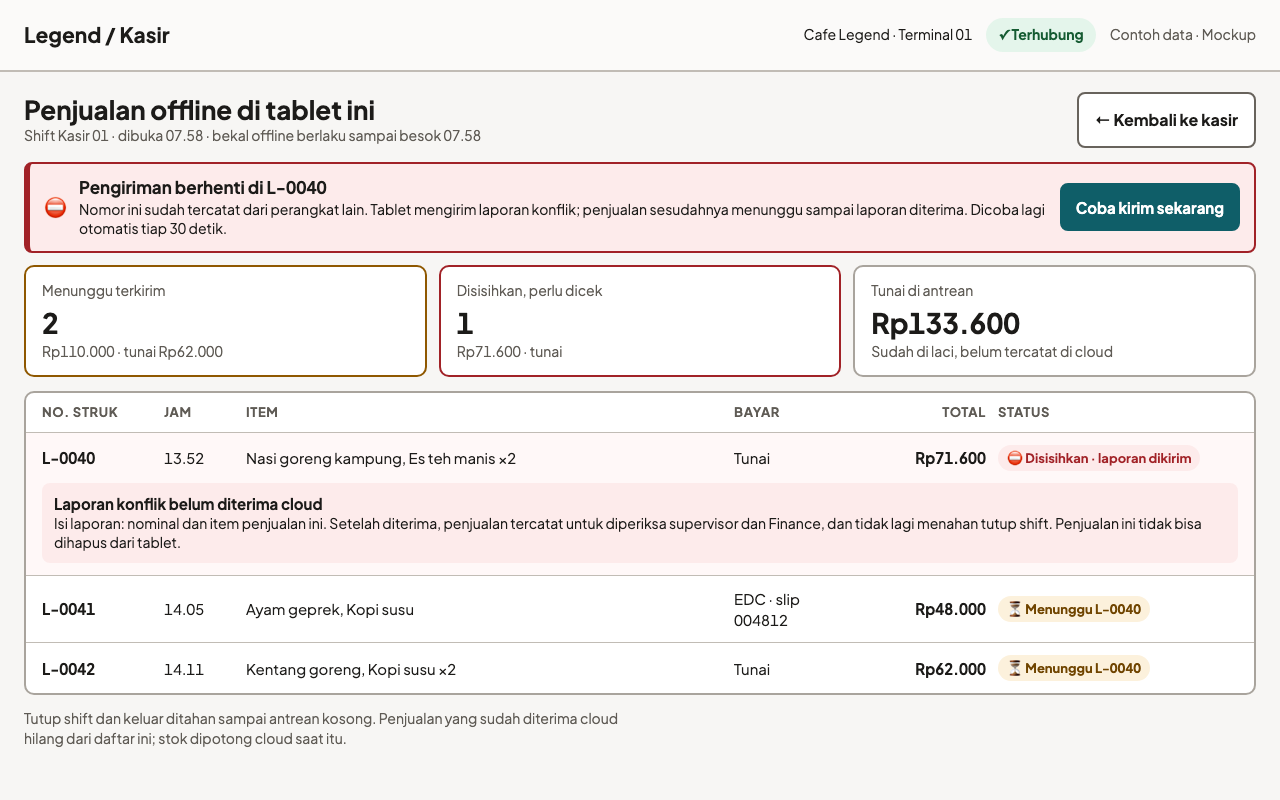 Legend / Kasir
Cafe Legend · Terminal 01
✓Terhubung
Contoh data · Mockup
Penjualan offline di tablet ini
Shift Kasir 01 · dibuka 07.58 · bekal offline berlaku sampai besok 07.58
← Kembali ke kasir
Pengiriman berhenti di L-0040
Nomor ini sudah tercatat dari perangkat lain. Tablet mengirim laporan konflik; penjualan sesudahnya menunggu sampai laporan diterima. Dicoba lagi
otomatis tiap 30 detik.
Coba kirim sekarang
Menunggu terkirim
2
Rp110.000 · tunai Rp62.000
Disisihkan, perlu dicek
1
Rp71.600 · tunai
Tunai di antrean
Rp133.600
Sudah di laci, belum tercatat di cloud
NO. STRUK JAM ITEM BAYAR TOTAL STATUS
L-0040 13.52 Nasi goreng kampung, Es teh manis ×2 Tunai Rp71.600 ⛔ Disisihkan · laporan dikirim
Laporan konflik belum diterima cloud
Isi laporan: nominal dan item penjualan ini. Setelah diterima, penjualan tercatat untuk diperiksa supervisor dan Finance, dan tidak lagi menahan tutup shift. Penjualan ini tidak bisa
dihapus dari tablet.
L-0041 14.05 Ayam geprek, Kopi susu EDC · slip
004812 Rp48.000 ⏳ Menunggu L-0040
L-0042 14.11 Kentang goreng, Kopi susu ×2 Tunai Rp62.000 ⏳ Menunggu L-0040
Tutup shift dan keluar ditahan sampai antrean kosong. Penjualan yang sudah diterima cloud
hilang dari daftar ini; stok dipotong cloud saat itu.